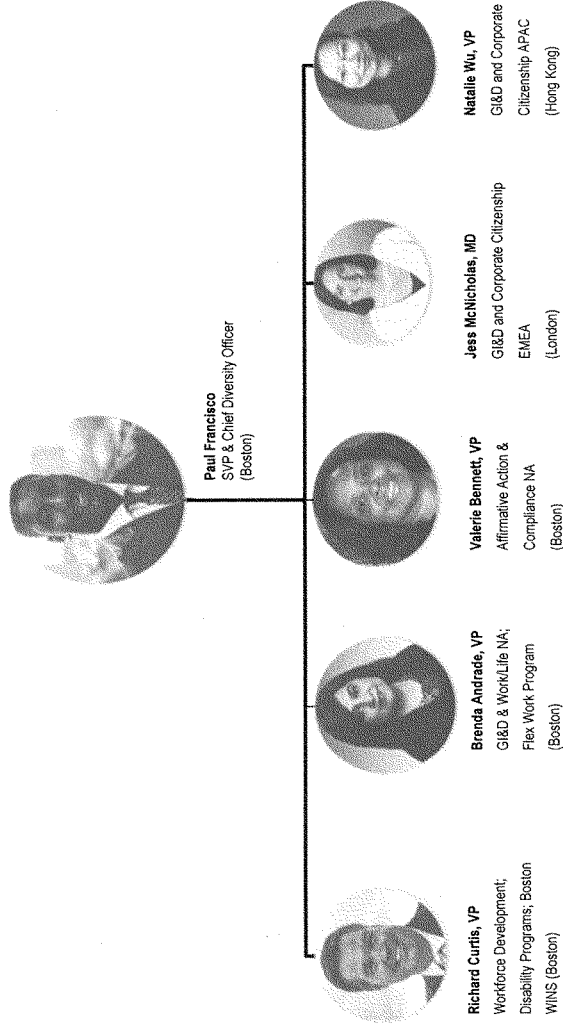 Paul Francisco
SVP & Chief Diversity Officer
(Boston)
Richard Curtis, VP
Workforce Development;
Disability Programs; Boston
WINS (Boston)
Brenda Andrade, VP
GI&D & Work/Life NA;
Flex Work Program
(Boston)
Valerie Bennett, VP
Affirmative Action &
Compliance NA
(Boston)
Jess McNicholas, MD
GI&D and Corporate Citizenship
EMEA
(London)
Natalie Wu, VP
GI&D and Corporate
Citizenship APAC
(Hong Kong)